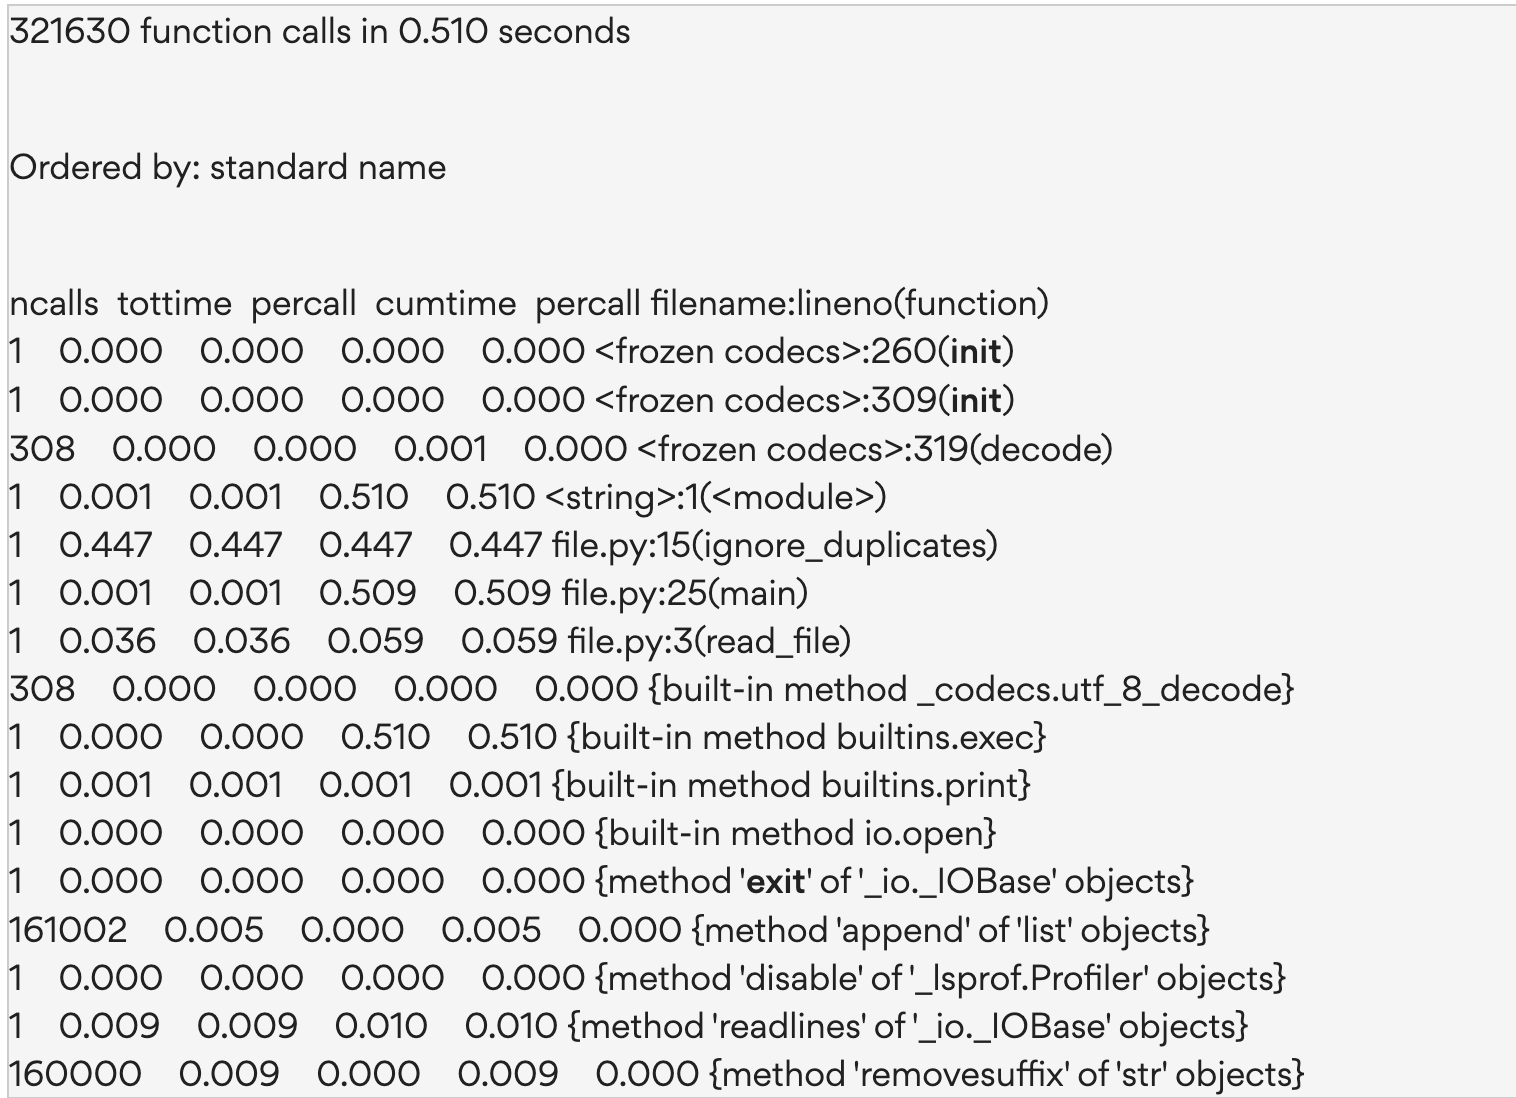 321630 function calls in 0.510 seconds
Ordered by: standard name
ncalls  tottime  percall  cumtime  percall filename:lineno(function)
1    0.000    0.000    0.000    0.000 <frozen codecs>:260(init)
1    0.000    0.000    0.000    0.000 <frozen codecs>:309(init)
308    0.000    0.000    0.001    0.000 <frozen codecs>:319(decode)
1    0.001    0.001    0.510    0.510 <string>:1(<module>)
1    0.447    0.447    0.447    0.447 file.py:15(ignore_duplicates)
1    0.001    0.001    0.509    0.509 file.py:25(main)
1    0.036    0.036    0.059    0.059 file.py:3(read_file)
308    0.000    0.000    0.000    0.000 {built-in method _codecs.utf_8_decode}
1    0.000    0.000    0.510    0.510 {built-in method builtins.exec}
1    0.001    0.001    0.001    0.001 {built-in method builtins.print}
1    0.000    0.000    0.000    0.000 {built-in method io.open}
1    0.000    0.000    0.000    0.000 {method 'exit' of '_io._IOBase' objects}
161002    0.005    0.000    0.005    0.000 {method 'append' of 'list' objects}
1    0.000    0.000    0.000    0.000 {method 'disable' of '_lsprof.Profiler' objects}
1    0.009    0.009    0.010    0.010 {method 'readlines' of '_io._IOBase' objects}
160000    0.009    0.000    0.009    0.000 {method 'removesuffix' of 'str' objects}